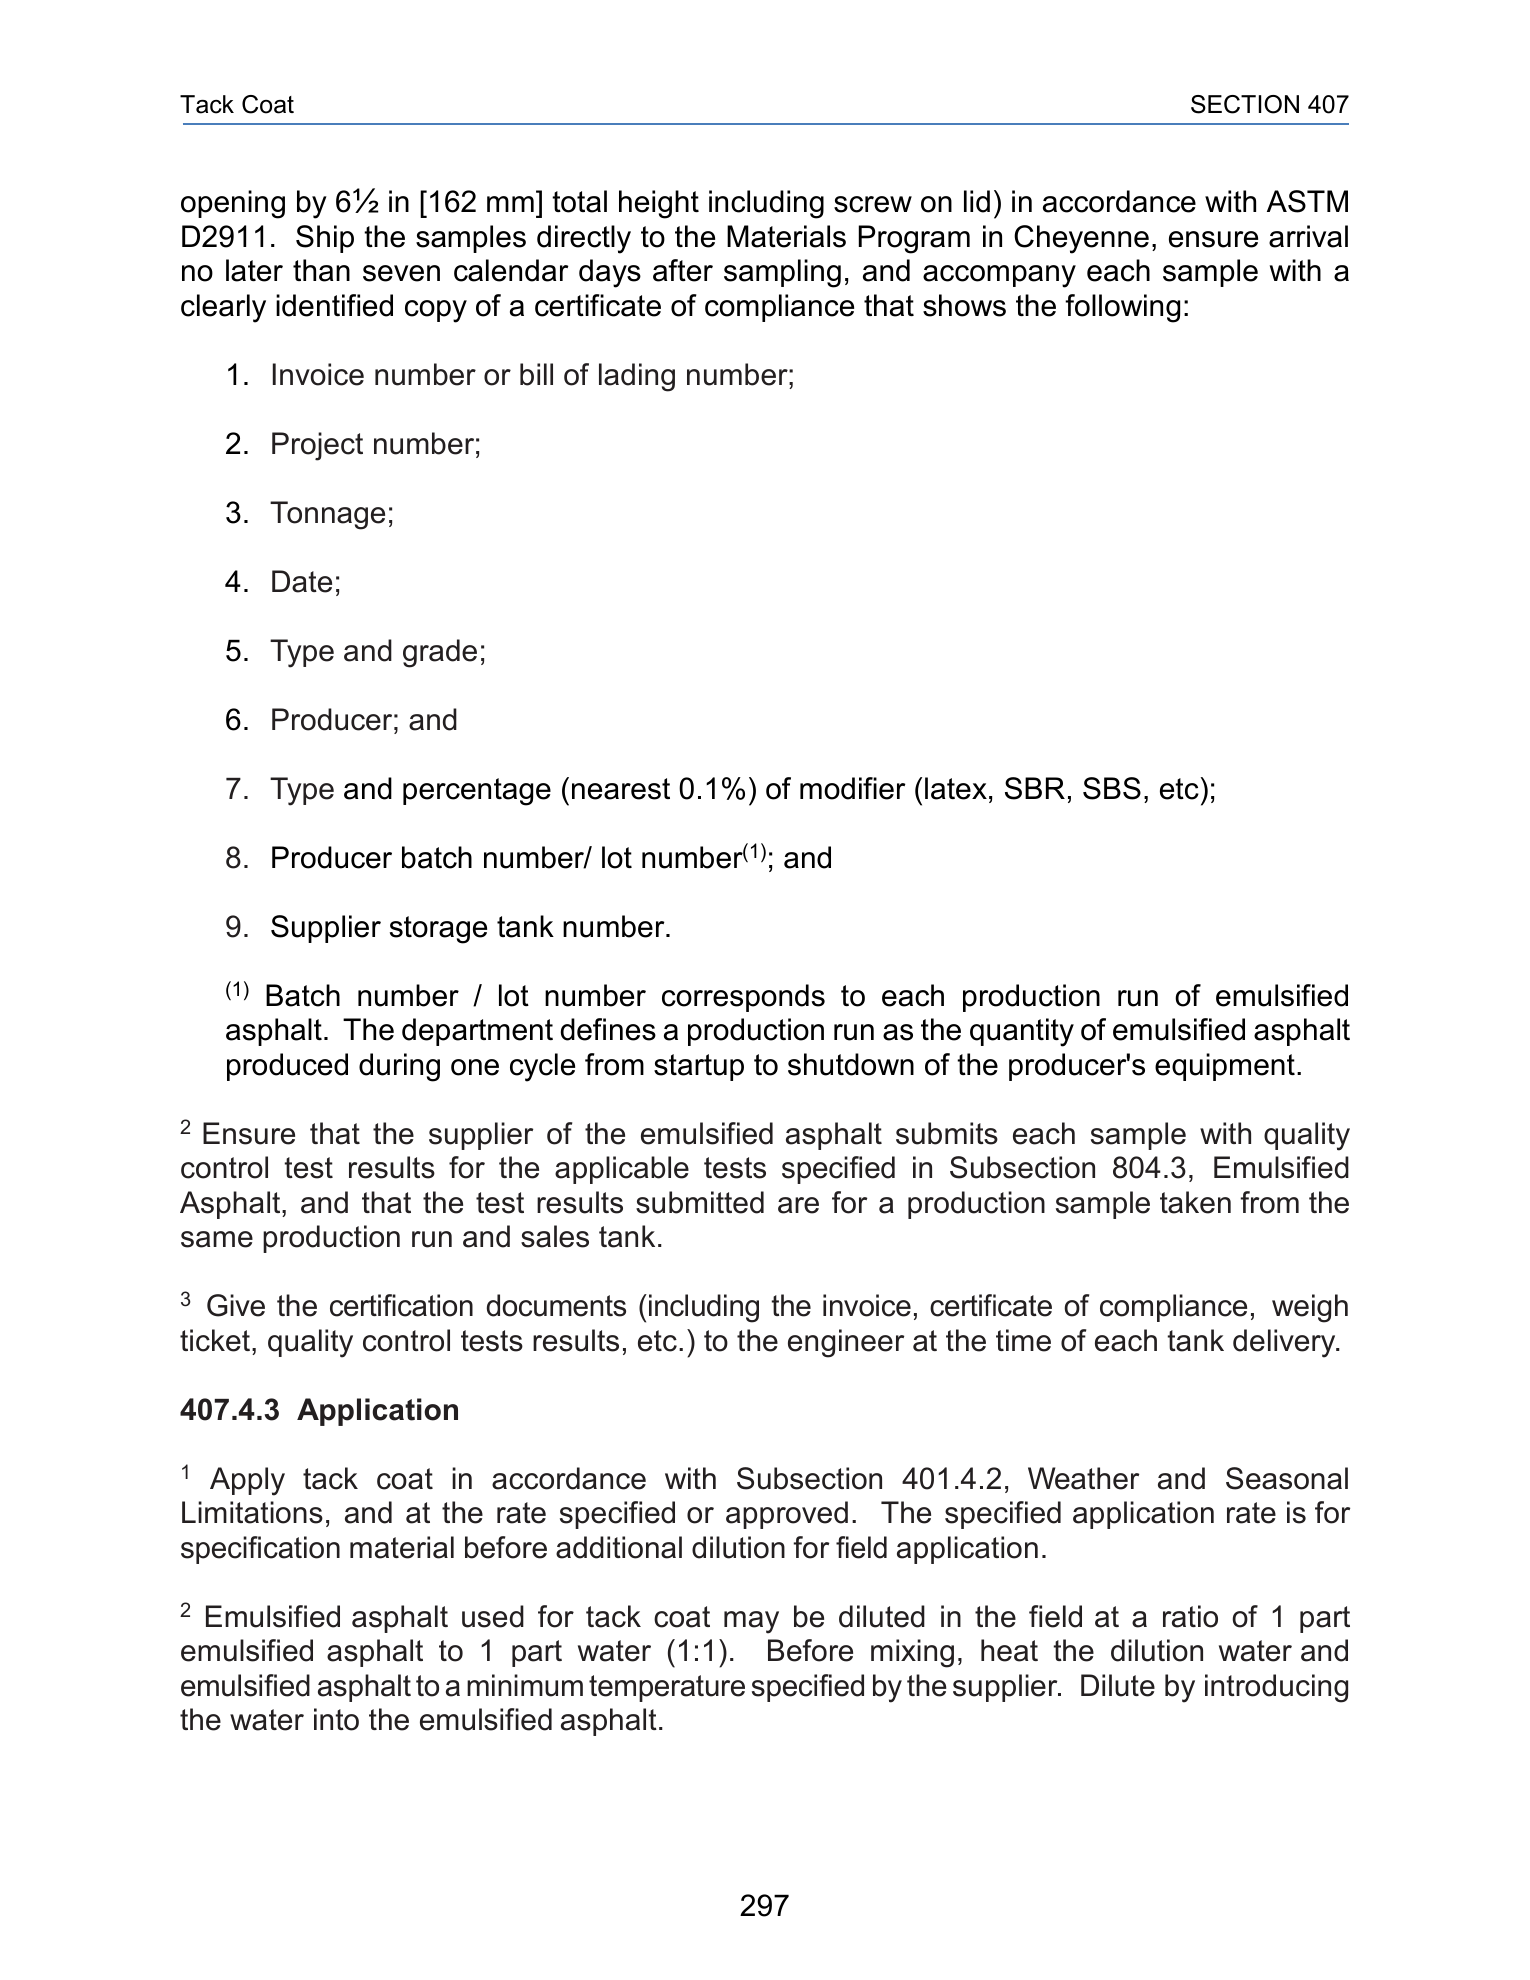 Tack Coat SECTION 407
opening by 6½ in [162 mm] total height including screw on lid) in accordance with ASTM
D2911.  Ship the samples directly to the Materials Program in Cheyenne, ensure arrival
no later than seven calendar days after sampling, and accompany each sample with a
clearly identified copy of a certificate of compliance that shows the following:
1. Invoice number or bill of lading number;
2. Project number;
3. Tonnage;
4. Date;
5. Type and grade;
6. Producer; and
7. Type and percentage (nearest 0.1%) of modifier (latex, SBR, SBS, etc);
8. Producer batch number/ lot number(1); and
9. Supplier storage tank number.
(1) Batch number / lot number corresponds to each production run of emulsified
asphalt.  The department defines a production run as the quantity of emulsified asphalt
produced during one cycle from startup to shutdown of the producer's equipment.
2 Ensure that the supplier of the emulsified asphalt submits each sample with quality
control test results for the applicable tests specified in Subsection 804.3, Emulsified
Asphalt, and that the test results submitted are for a production sample taken from the
same production run and sales tank.
3 Give the certification documents (including the invoice, certificate of compliance, weigh
ticket, quality control tests results, etc.) to the engineer at the time of each tank delivery.
407.4.3  Application
1 Apply tack coat in accordance with Subsection 401.4.2, Weather and Seasonal
Limitations, and at the rate specified or approved.  The specified application rate is for
specification material before additional dilution for field application.
2 Emulsified asphalt used for tack coat may be diluted in the field at a ratio of 1 part
emulsified asphalt to 1 part water (1:1).  Before mixing, heat the dilution water and
emulsified asphalt to a minimum temperature specified by the supplier.  Dilute by introducing
the water into the emulsified asphalt.
297